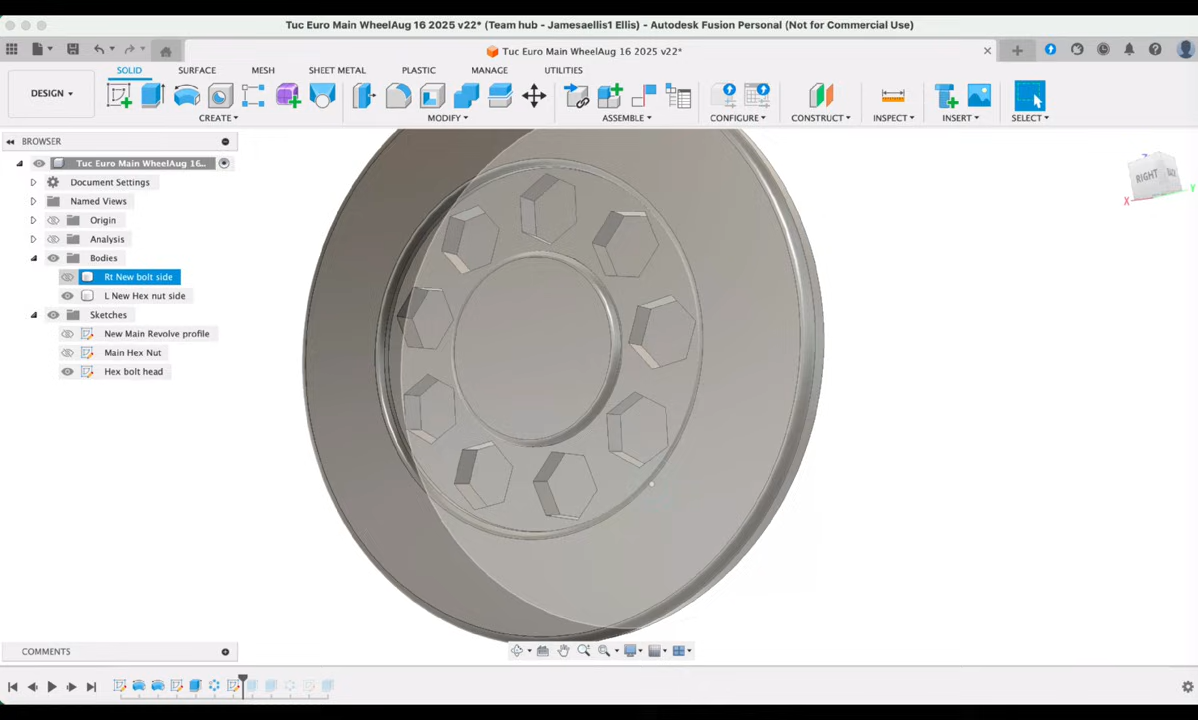 Tuc Euro Main WheelAug 16 2025 v22* (Team hub - Jamesaellis1 Ellis) - Autodesk Fusion Personal (Not for Commercial Use)
Tuc Euro Main WheelAug 16 2025 v22*
SOLID SURFACE MESH SHEET METAL PLASTIC MANAGE UTILITIES
DESIGN
CREATE MODIFY ASSEMBLE CONFIGURE CONSTRUCT INSPECT INSERT SELECT
BROWSER
Tuc Euro Main WheelAug 16...
Document Settings
Named Views
Origin
Analysis
Bodies
Rt New bolt side
L New Hex nut side
Sketches
New Main Revolve profile
Main Hex Nut
Hex bolt head
Z
RIGHT BACK
X Y
COMMENTS